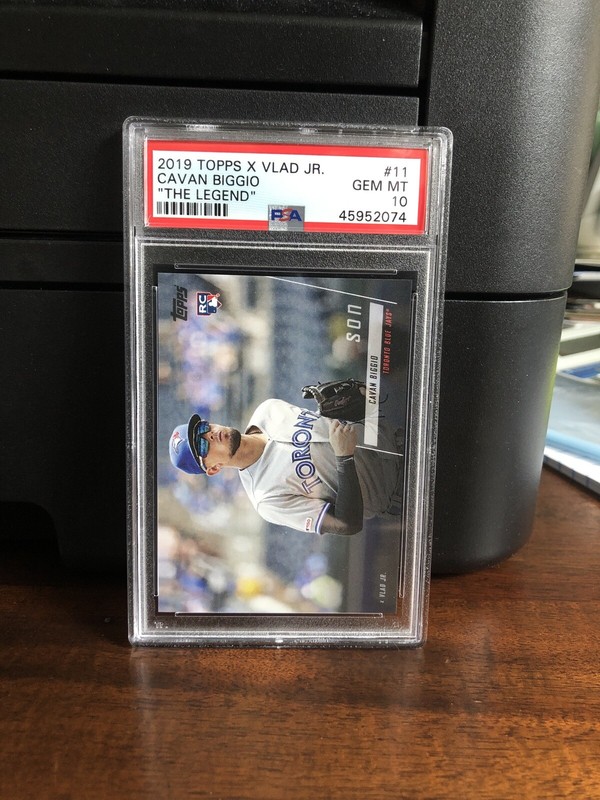 2019 TOPPS X VLAD JR. #11
CAVAN BIGGIO GEM MT
"THE LEGEND" 10
PSA 45952074
Topps
RC
SON
CAVAN BIGGIO
TORONTO BLUE JAYS
TORONTO
X VLAD JR.